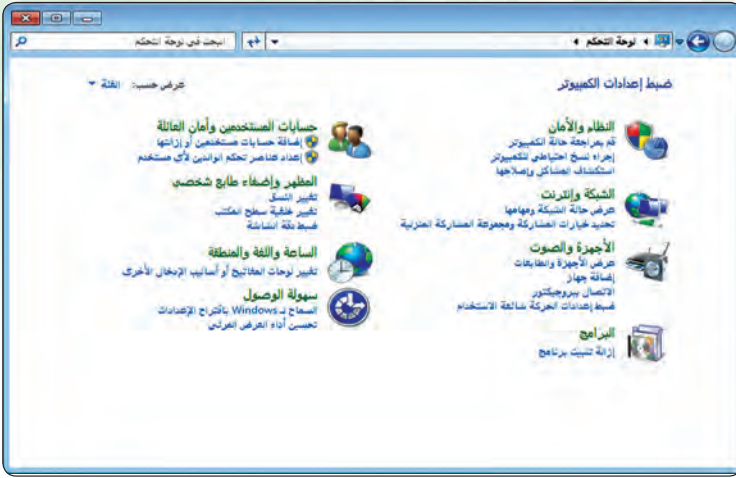 لوحة التحكم
ابحث في لوحة التحكم
ضبط إعدادات الكمبيوتر
عرض حسب: الفئة
النظام والأمان
قم بمراجعة حالة الكمبيوتر
إجراء نسخ احتياطي للكمبيوتر
استكشاف المشاكل وإصلاحها
الشبكة وإنترنت
عرض حالة الشبكة ومهامها
تحديد خيارات المشاركة ومجموعة المشاركة المنزلية
الأجهزة والصوت
عرض الأجهزة والطابعات
إضافة جهاز
الاتصال ببروجيكتور
ضبط إعدادات الحركة شائعة الاستخدام
البرامج
إزالة تثبيت برنامج
حسابات المستخدمين وأمان العائلة
إضافة حسابات مستخدمين أو إزالتها
إعداد عناصر تحكم الوالدين لأي مستخدم
المظهر وإضفاء طابع شخصي
تغيير النسق
تغيير خلفية سطح المكتب
ضبط دقة الشاشة
الساعة واللغة والمنطقة
تغيير لوحات المفاتيح أو أساليب الإدخال الأخرى
سهولة الوصول
السماح لـ Windows باقتراح الإعدادات
تحسين أداء العرض المرئي